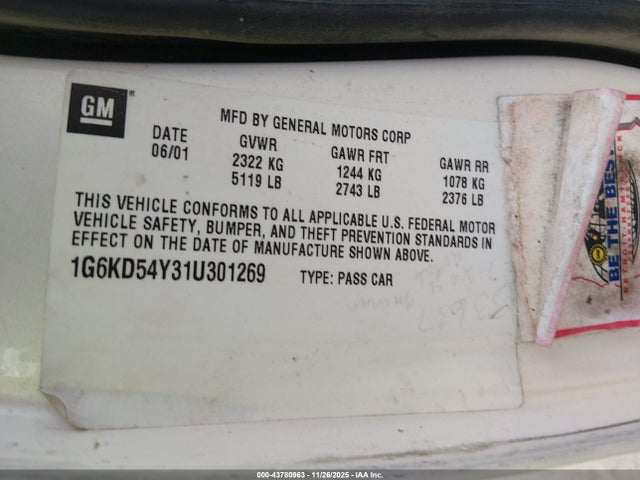 GM
MFD BY GENERAL MOTORS CORP
DATE GVWR GAWR FRT GAWR RR
06/01 2322 KG 1244 KG 1078 KG
5119 LB 2743 LB 2376 LB
THIS VEHICLE CONFORMS TO ALL APPLICABLE U.S. FEDERAL MOTOR
VEHICLE SAFETY, BUMPER, AND THEFT PREVENTION STANDARDS IN
EFFECT ON THE DATE OF MANUFACTURE SHOWN ABOVE.
1G6KD54Y31U301269 TYPE: PASS CAR
BE THE BEST
000-43780963 - 11/26/2025 - IAA Inc.